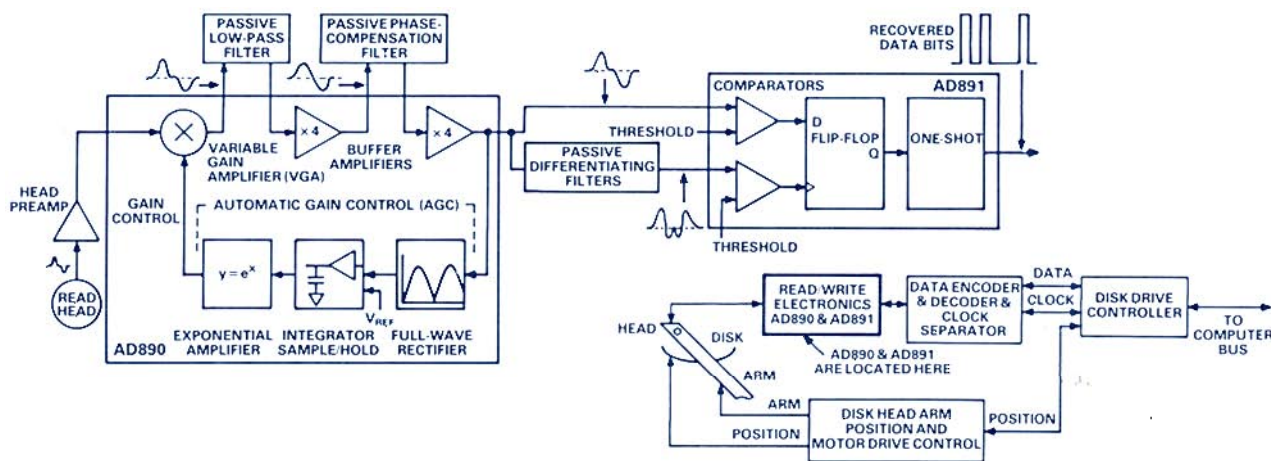 PASSIVE
LOW-PASS
FILTER
PASSIVE PHASE-
COMPENSATION
FILTER
×
× 4
× 4
VARIABLE
GAIN
AMPLIFIER (VGA)
BUFFER
AMPLIFIERS
HEAD
PREAMP
GAIN
CONTROL
READ
HEAD
AUTOMATIC GAIN CONTROL (AGC)
y = e^x
V_REF
EXPONENTIAL
AMPLIFIER
INTEGRATOR
SAMPLE/HOLD
FULL-WAVE
RECTIFIER
AD890
RECOVERED
DATA BITS
COMPARATORS
AD891
THRESHOLD
D
FLIP-FLOP
Q
ONE-SHOT
PASSIVE
DIFFERENTIATING
FILTERS
THRESHOLD
READ/WRITE
ELECTRONICS
AD890 & AD891
DATA ENCODER
& DECODER &
CLOCK
SEPARATOR
DATA
CLOCK
DISK DRIVE
CONTROLLER
TO
COMPUTER
BUS
HEAD
DISK
ARM
AD890 & AD891
ARE LOCATED HERE
ARM
POSITION
DISK HEAD ARM
POSITION AND
MOTOR DRIVE CONTROL
POSITION